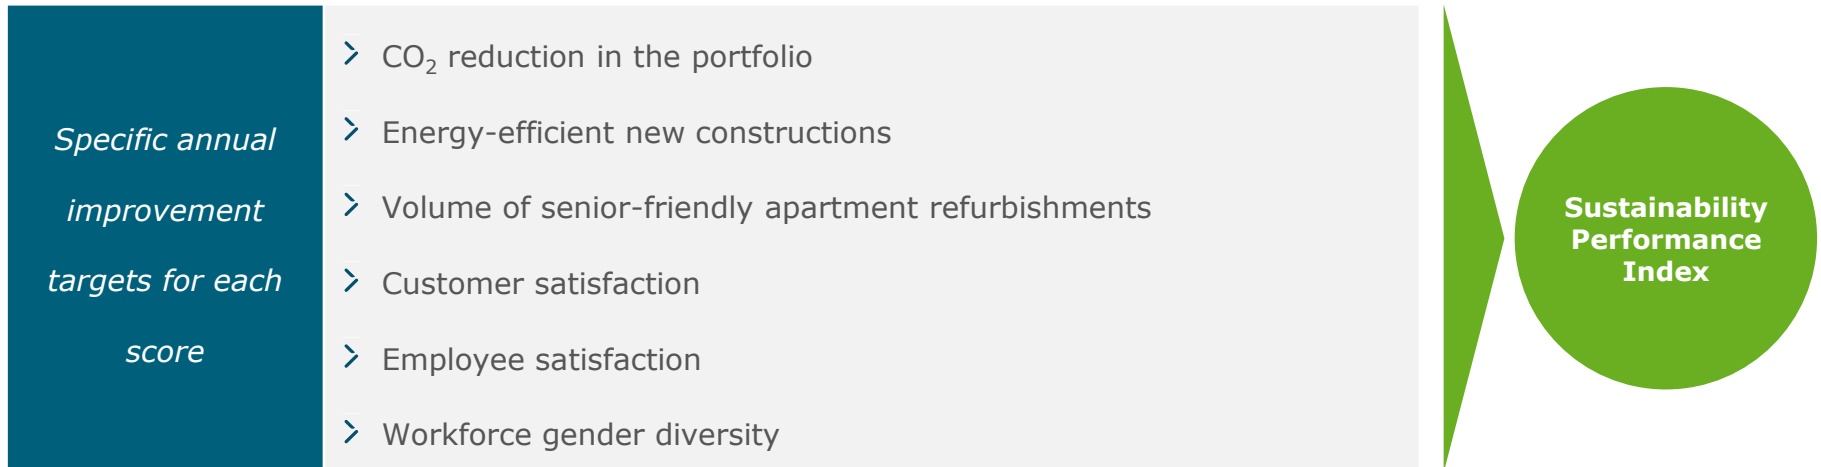 Specific annual
improvement
targets for each
score
CO₂ reduction in the portfolio
Energy-efficient new constructions
Volume of senior-friendly apartment refurbishments
Customer satisfaction
Employee satisfaction
Workforce gender diversity
Sustainability
Performance
Index